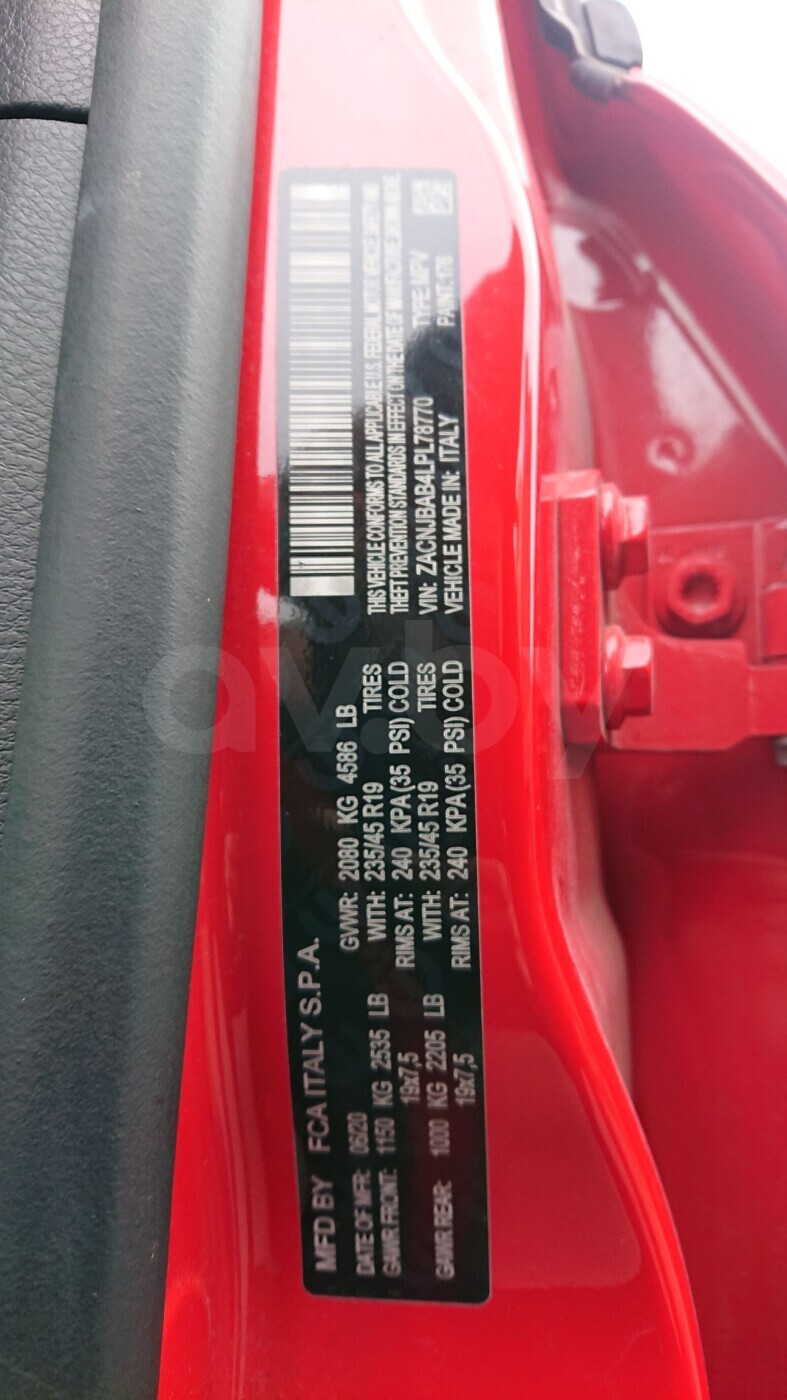 MFD BY FCA ITALY S.P.A.
DATE OF MFR: 06/20 GVWR: 2080 KG 4586 LB
GAWR FRONT: 1150 KG 2535 LB WITH: 235/45 R19 TIRES
19x7,5 RIMS AT: 240 KPA(35 PSI) COLD
GAWR REAR: 1000 KG 2205 LB WITH: 235/45 R19 TIRES
19x7,5 RIMS AT: 240 KPA(35 PSI) COLD
THIS VEHICLE CONFORMS TO ALL APPLICABLE U.S. FEDERAL MOTOR VEHICLE SAFETY AND
THEFT PREVENTION STANDARDS IN EFFECT ON THE DATE OF MANUFACTURE SHOWN ABOVE.
VIN: ZACNJBAB4LPL78770 TYPE: MPV
VEHICLE MADE IN: ITALY PAINT: 176
av.by